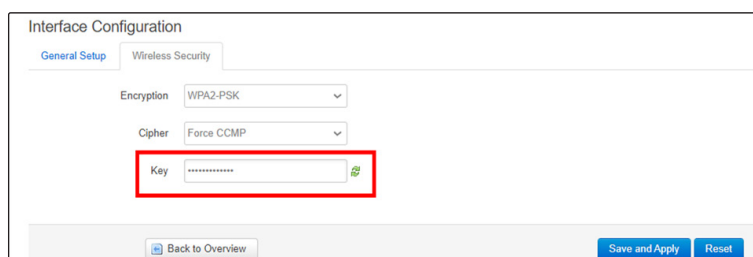 Interface Configuration
General Setup Wireless Security
Encryption WPA2-PSK
Cipher Force CCMP
Key •••••••••••••
Back to Overview Save and Apply Reset